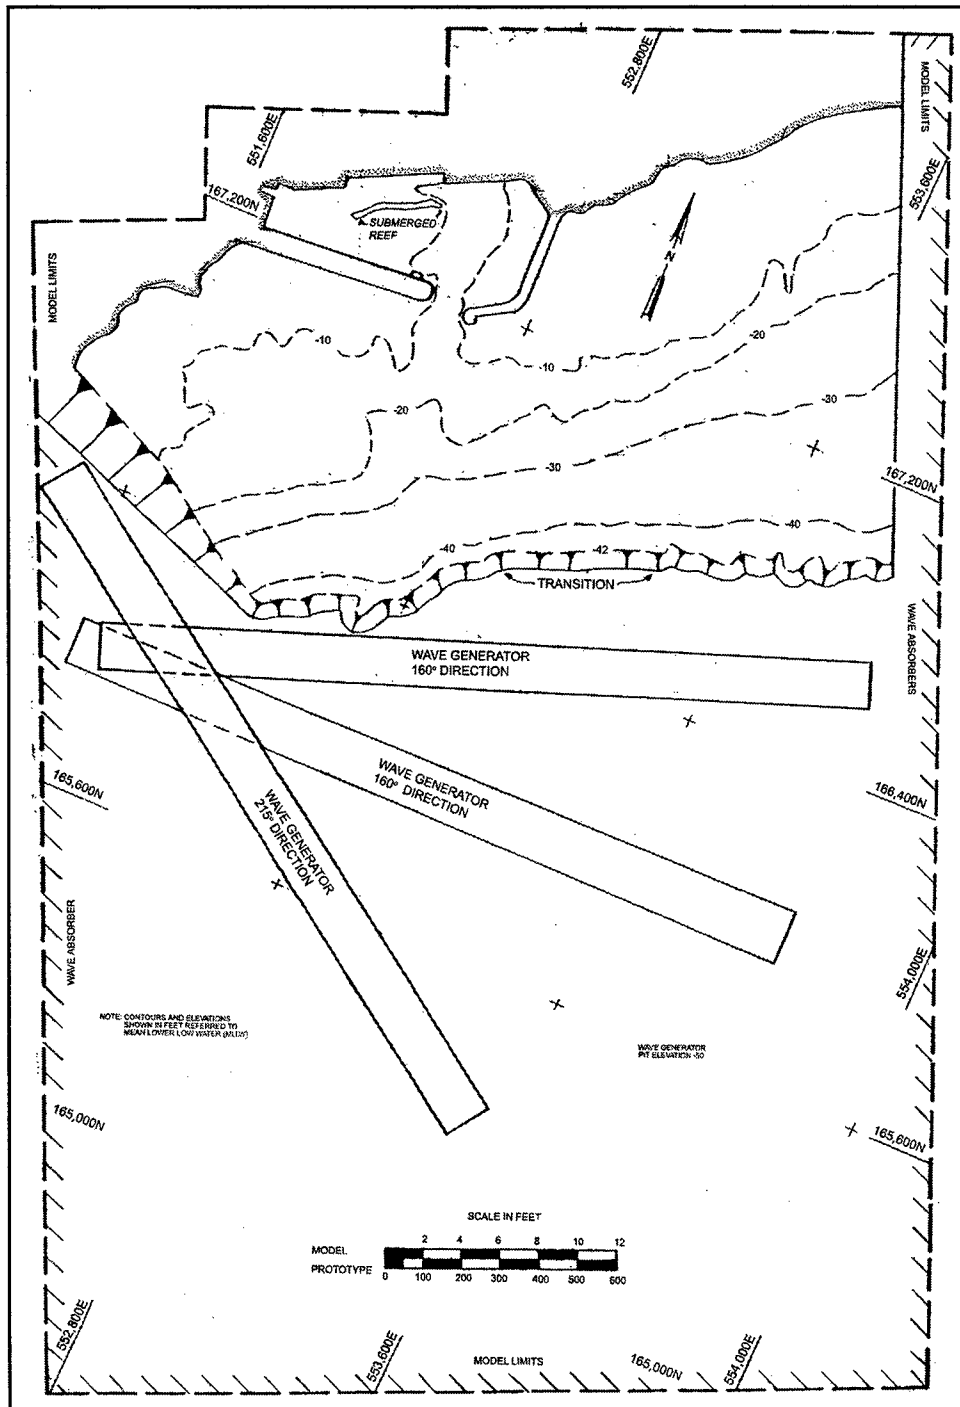 552,800E
MODEL LIMITS
551,600E
553,600E
167,200N
SUBMERGED
REEF
N
MODEL LIMITS
-10
-20
-10
-20
-30
-30
167,200N
-40
-40
-42
TRANSITION
WAVE GENERATOR
160° DIRECTION
WAVE ABSORBERS
WAVE GENERATOR
160° DIRECTION
165,600N
166,400N
WAVE GENERATOR
215° DIRECTION
WAVE ABSORBER
554,000E
NOTE: CONTOURS AND ELEVATIONS
SHOWN IN FEET REFERRED TO
MEAN LOWER LOW WATER (MLLW)
WAVE GENERATOR
PIT ELEVATION -50
165,000N
165,600N
SCALE IN FEET
MODEL 2 4 6 8 10 12
PROTOTYPE 0 100 200 300 400 500 600
552,800E
553,600E
MODEL LIMITS
165,000N
554,000E